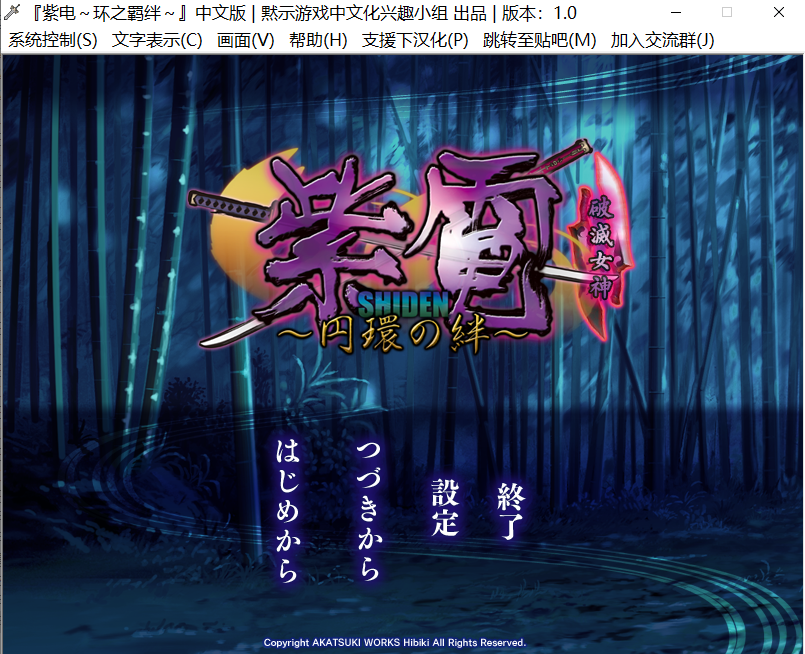 『紫电～环之羁绊～』中文版 | 黙示游戏中文化兴趣小组 出品 | 版本：1.0
系统控制(S) 文字表示(C) 画面(V) 帮助(H) 支援下汉化(P) 跳转至贴吧(M) 加入交流群(J)
紫電
破滅女神
SHIDEN
～円環の絆～
はじめから
つづきから
設定
終了
Copyright AKATSUKI WORKS Hibiki All Rights Reserved.